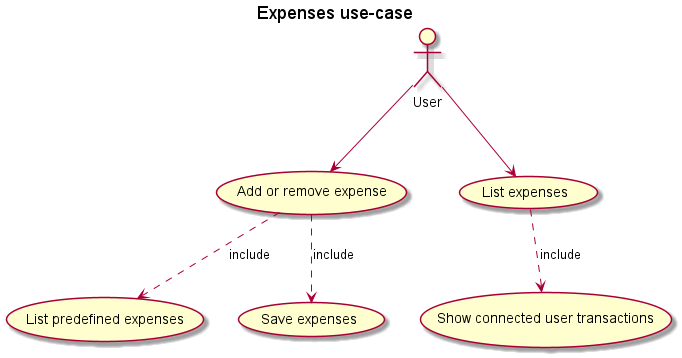 Expenses use-case
User
Add or remove expense
List expenses
include
include
include
List predefined expenses
Save expenses
Show connected user transactions